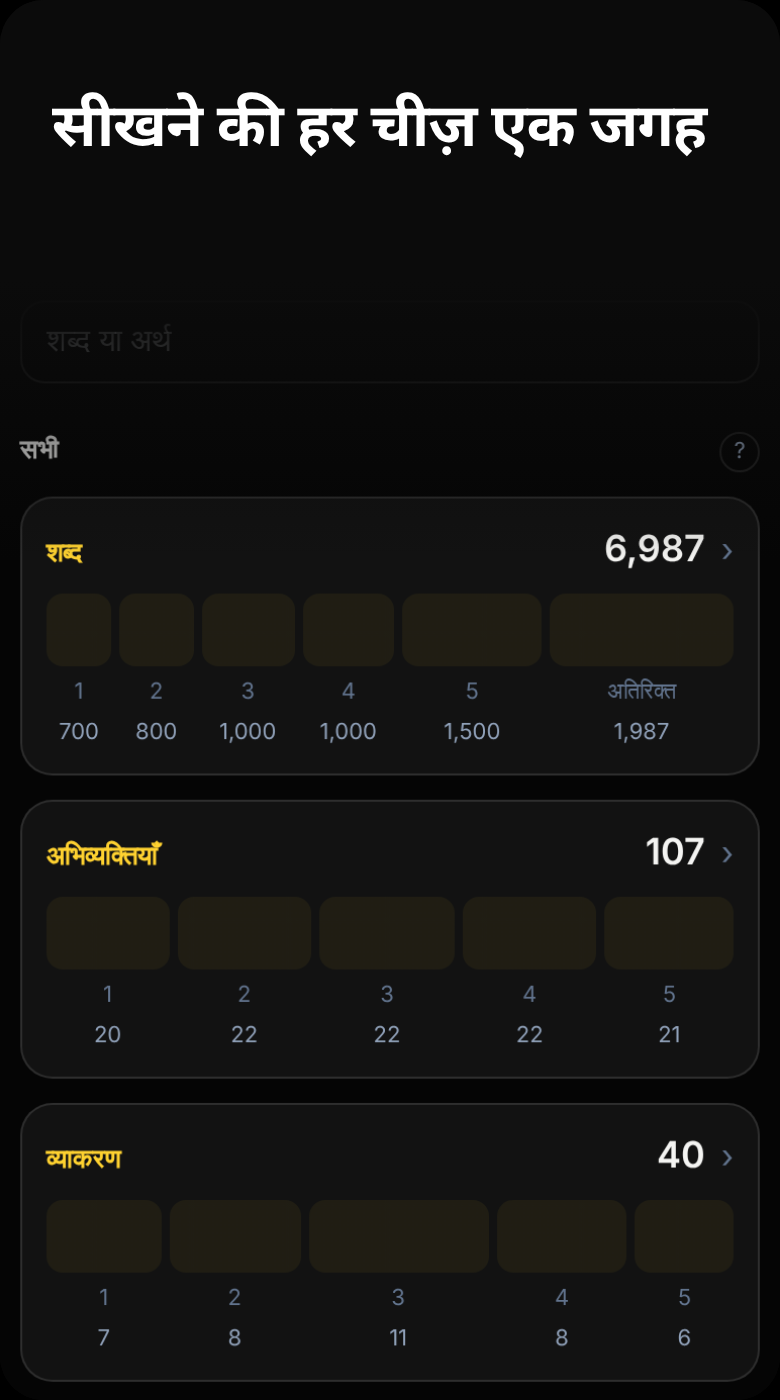 सीखने की हर चीज़ एक जगह
शब्द या अर्थ
सभी ?
शब्द 6,987 ›
1 2 3 4 5 अतिरिक्त
700 800 1,000 1,000 1,500 1,987
अभिव्यक्तियाँ 107 ›
1 2 3 4 5
20 22 22 22 21
व्याकरण 40 ›
1 2 3 4 5
7 8 11 8 6